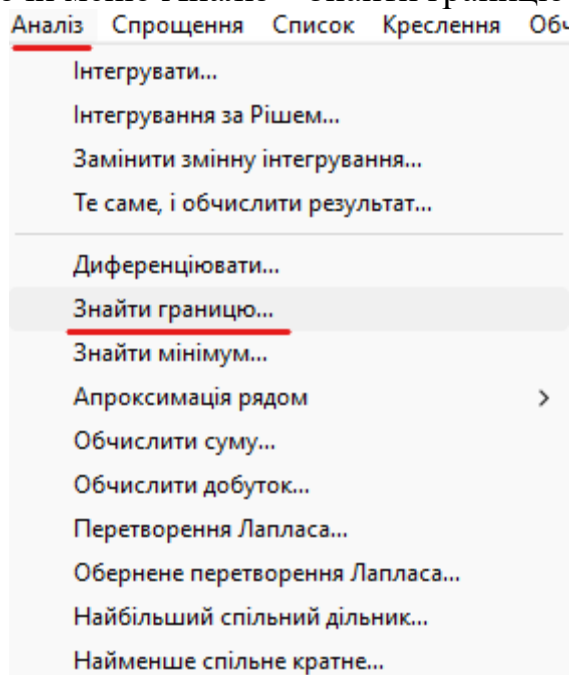 Аналіз Спрощення Список Креслення
Інтегрувати...
Інтегрування за Рішем...
Замінити змінну інтегрування...
Те саме, і обчислити результат...
Диференціювати...
Знайти границю...
Знайти мінімум...
Апроксимація рядом
Обчислити суму...
Обчислити добуток...
Перетворення Лапласа...
Обернене перетворення Лапласа...
Найбільший спільний дільник...
Найменше спільне кратне...